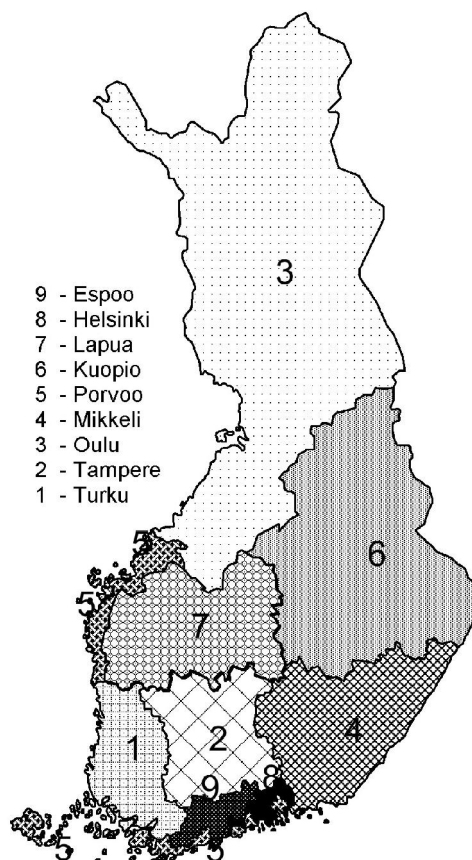 3
9 - Espoo
8 - Helsinki
7 - Lapua
6 - Kuopio
5 - Porvoo
4 - Mikkeli
3 - Oulu
2 - Tampere
1 - Turku
5
6
5
7
4
1
2
9
8
5
5